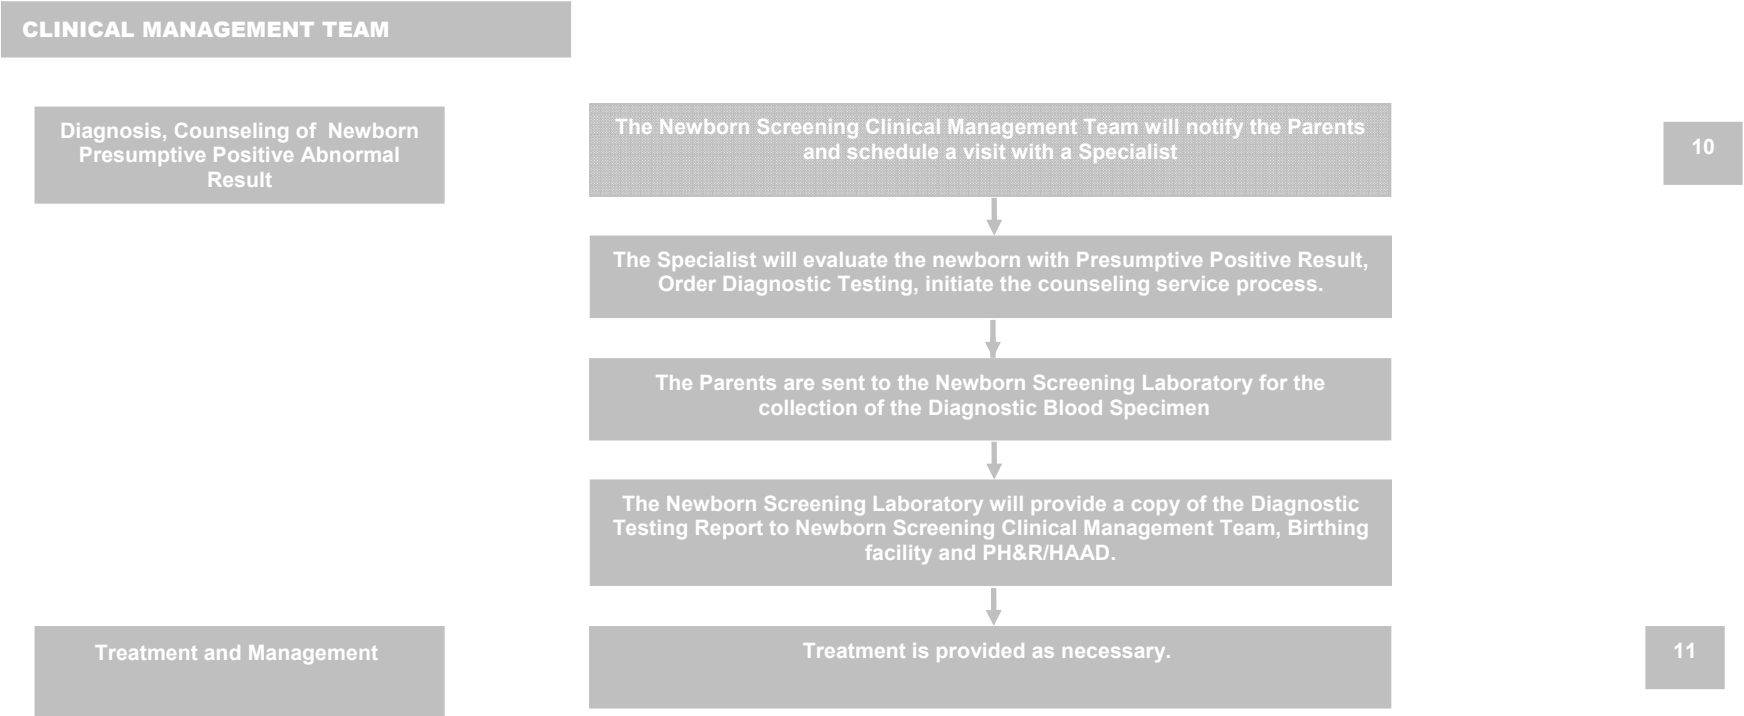 CLINICAL MANAGEMENT TEAM
Diagnosis, Counseling of Newborn
Presumptive Positive Abnormal
Result
The Newborn Screening Clinical Management Team will notify the Parents
and schedule a visit with a Specialist
10
The Specialist will evaluate the newborn with Presumptive Positive Result,
Order Diagnostic Testing, initiate the counseling service process.
The Parents are sent to the Newborn Screening Laboratory for the
collection of the Diagnostic Blood Specimen
The Newborn Screening Laboratory will provide a copy of the Diagnostic
Testing Report to Newborn Screening Clinical Management Team, Birthing
facility and PH&R/HAAD.
Treatment and Management
Treatment is provided as necessary.
11